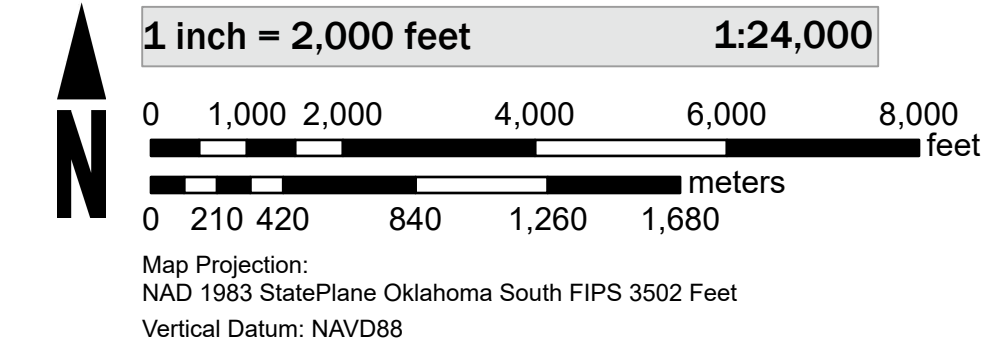 1 inch = 2,000 feet 1:24,000
N
0 1,000 2,000 4,000 6,000 8,000
feet
meters
0 210 420 840 1,260 1,680
Map Projection:
NAD 1983 StatePlane Oklahoma South FIPS 3502 Feet
Vertical Datum: NAVD88